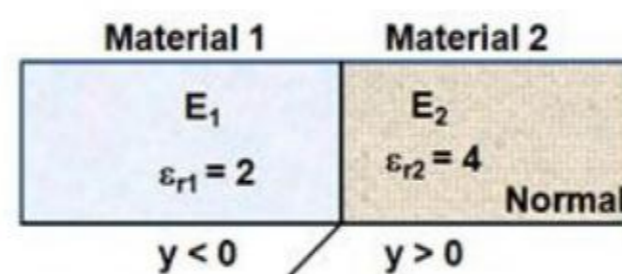 Material 1 Material 2
E₁ E₂
εr1 = 2 εr2 = 4
Normal
y < 0 y > 0